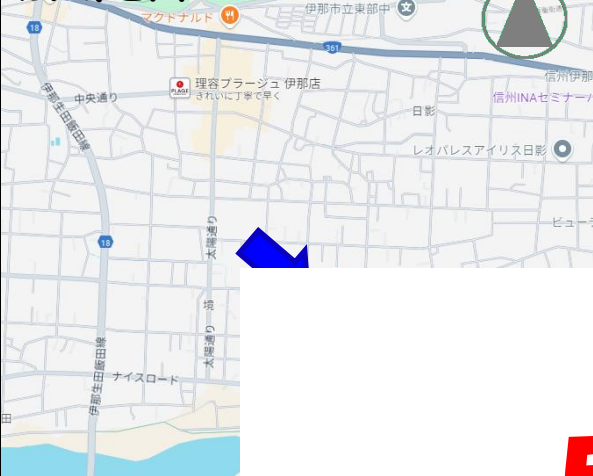 マクドナルド
伊那市立東部中
18
361
理容プラージュ 伊那店
きれいに丁寧で早く
PLAGE
中央通り
伊那生田飯田線
信州伊那
信州INAセミナーハ
日影
レオパレスアイリス日影
ビュー
太陽通り
18
境
太陽通り
伊那生田飯田線
ナイスロード
田